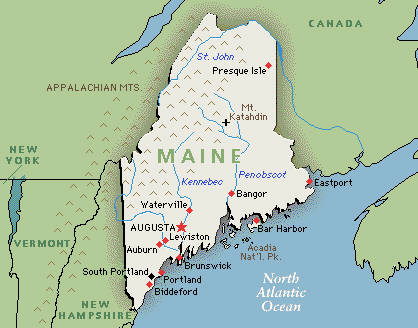 CANADA
St. John
Presque Isle
APPALACHIAN MTS.
Mt.
Katahdin
MAINE
NEW
YORK
Kennebec
Penobscot
Eastport
Bangor
Waterville
AUGUSTA
Bar Harbor
Lewiston
Auburn
Acadia
Nat'l. Pk.
VERMONT
Brunswick
South Portland
Portland
Biddeford
North
Atlantic
Ocean
NEW
HAMPSHIRE